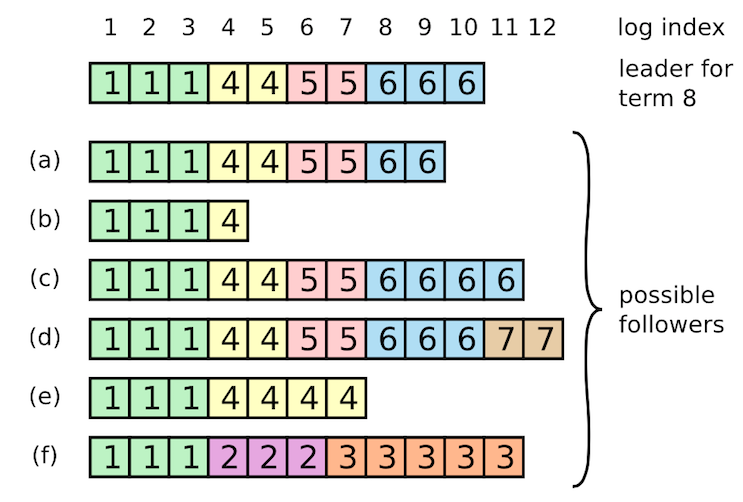 1 2 3 4 5 6 7 8 9 10 11 12 log index
1 1 1 4 4 5 5 6 6 6 leader for
term 8
(a) 1 1 1 4 4 5 5 6 6
(b) 1 1 1 4
(c) 1 1 1 4 4 5 5 6 6 6 6
possible
followers
(d) 1 1 1 4 4 5 5 6 6 6 7 7
(e) 1 1 1 4 4 4 4
(f) 1 1 1 2 2 2 3 3 3 3 3